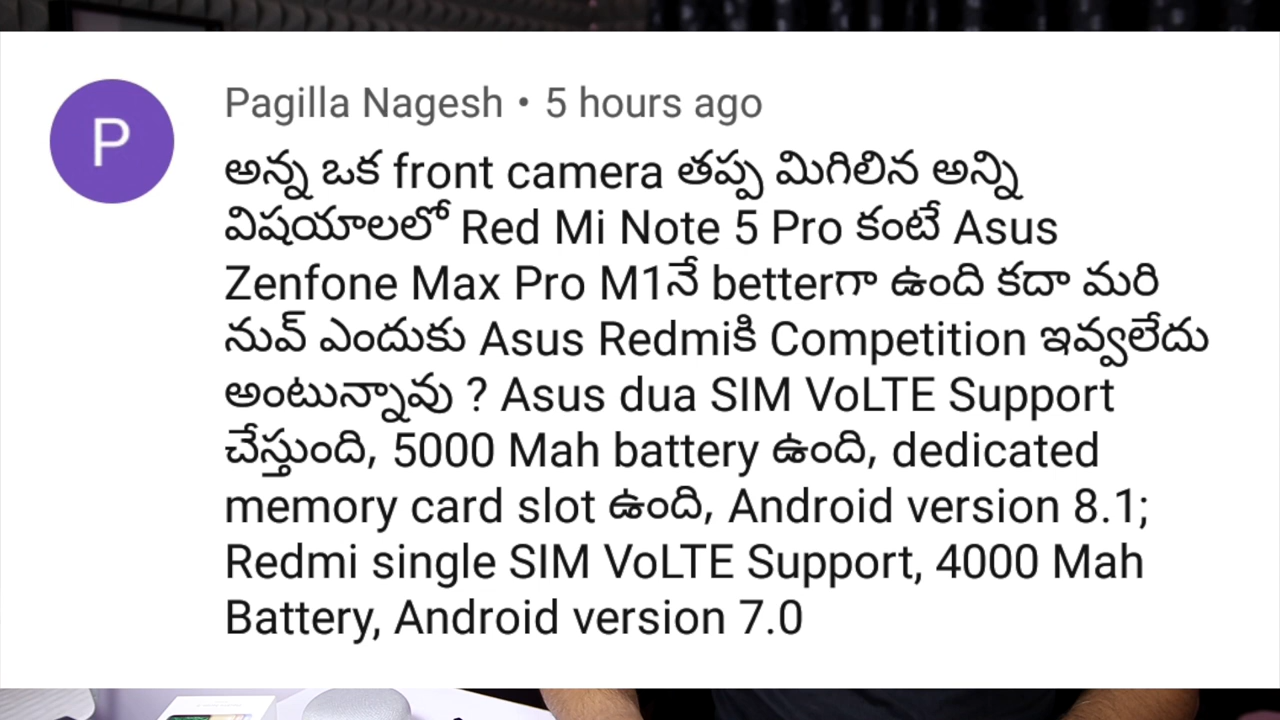 P
Pagilla Nagesh • 5 hours ago
అన్న ఒక front camera తప్ప మిగిలిన అన్ని
విషయాలలో Red Mi Note 5 Pro కంటే Asus
Zenfone Max Pro M1నే betterగా ఉంది కదా మరి
నువ్ ఎందుకు Asus Redmiకి Competition ఇవ్వలేదు
అంటున్నావు ? Asus dua SIM VoLTE Support
చేస్తుంది, 5000 Mah battery ఉంది, dedicated
memory card slot ఉంది, Android version 8.1;
Redmi single SIM VoLTE Support, 4000 Mah
Battery, Android version 7.0